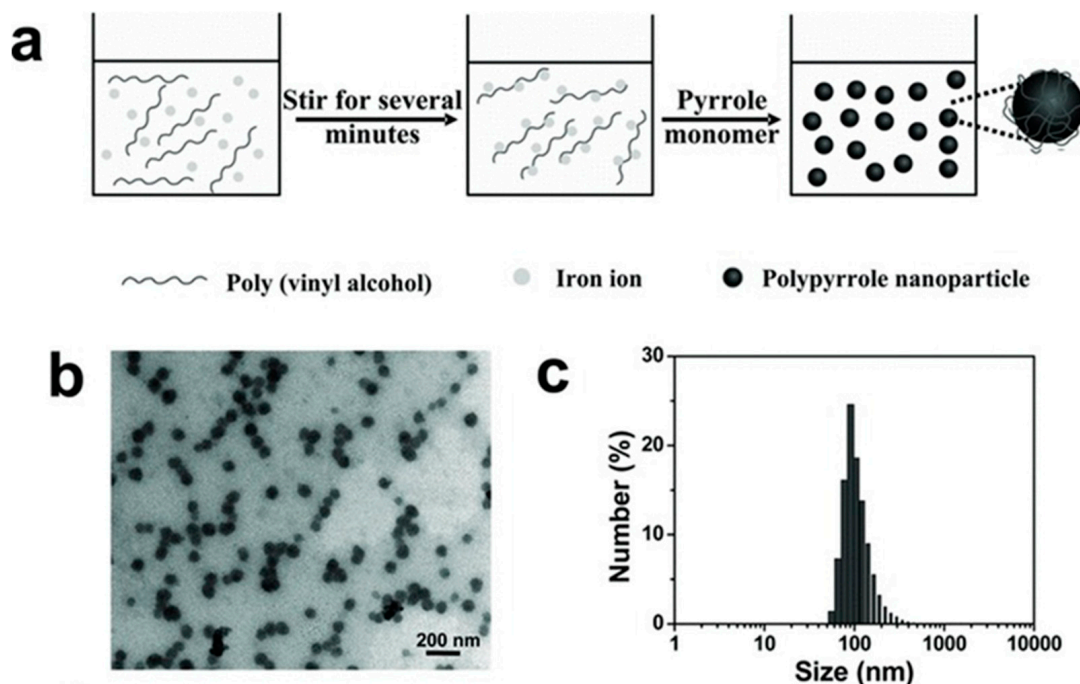 a
Stir for several
minutes
Pyrrole
monomer
Poly (vinyl alcohol)
Iron ion
Polypyrrole nanoparticle
b
200 nm
c
Number (%)
30
20
10
0
1
10
100
1000
10000
Size (nm)